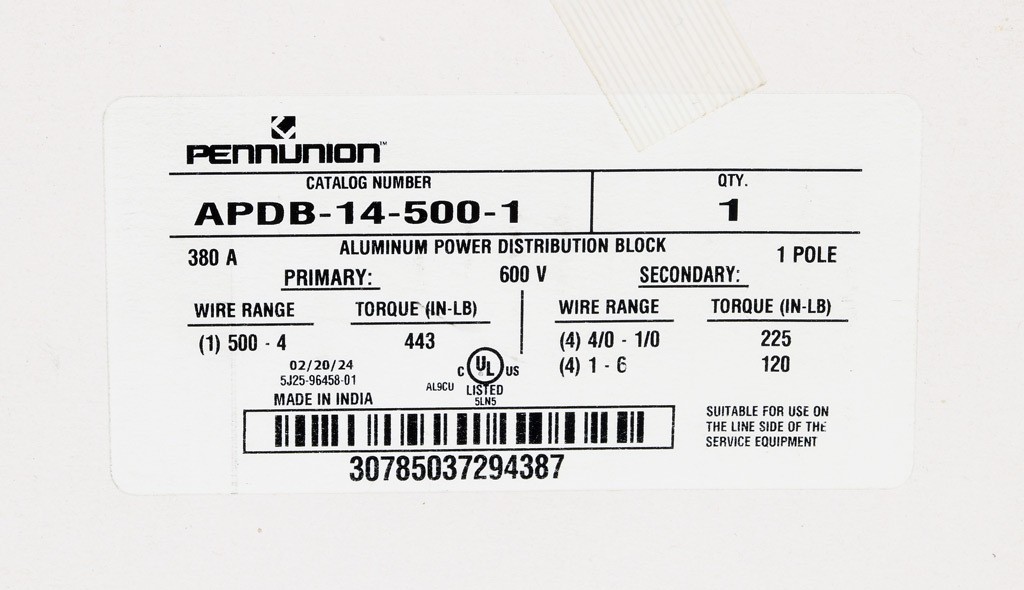 PENNUNION™
CATALOG NUMBER QTY.
APDB-14-500-1 1
380 A ALUMINUM POWER DISTRIBUTION BLOCK 1 POLE
PRIMARY: 600 V SECONDARY:
WIRE RANGE TORQUE (IN-LB) WIRE RANGE TORQUE (IN-LB)
(1) 500 - 4 443 (4) 4/0 - 1/0 225
(4) 1 - 6 120
02/20/24
5J25-96458-01
MADE IN INDIA
AL9CU
C UL US
LISTED
5LN5
SUITABLE FOR USE ON
THE LINE SIDE OF THE
SERVICE EQUIPMENT
30785037294387